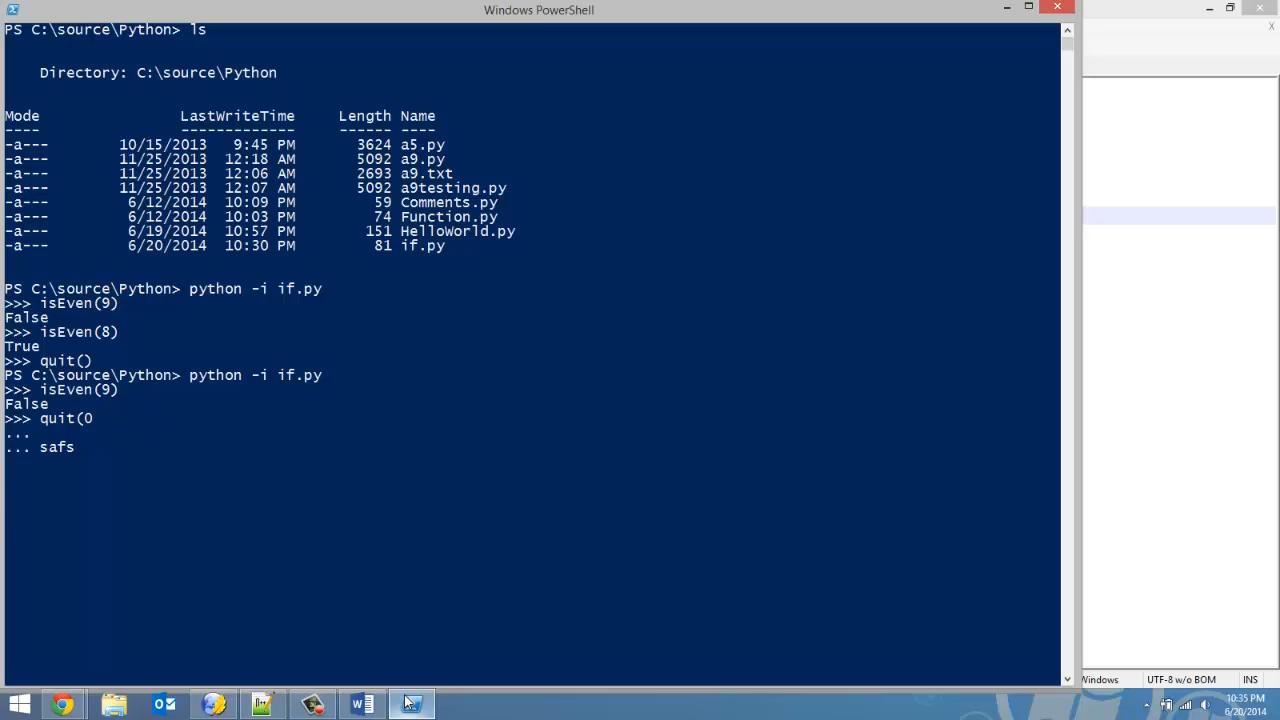 Windows PowerShell
PS C:\source\Python> ls
Directory: C:\source\Python
Mode LastWriteTime Length Name
---- ------------- ------ ----
-a--- 10/15/2013 9:45 PM 3624 a5.py
-a--- 11/25/2013 12:18 AM 5092 a9.py
-a--- 11/25/2013 12:06 AM 2693 a9.txt
-a--- 11/25/2013 12:07 AM 5092 a9testing.py
-a--- 6/12/2014 10:09 PM 59 Comments.py
-a--- 6/12/2014 10:03 PM 74 Function.py
-a--- 6/19/2014 10:57 PM 151 HelloWorld.py
-a--- 6/20/2014 10:30 PM 81 if.py
PS C:\source\Python> python -i if.py
>>> isEven(9)
False
>>> isEven(8)
True
>>> quit()
PS C:\source\Python> python -i if.py
>>> isEven(9)
False
>>> quit(0
...
... safs
Windows UTF-8 w/o BOM INS
10:35 PM
6/20/2014